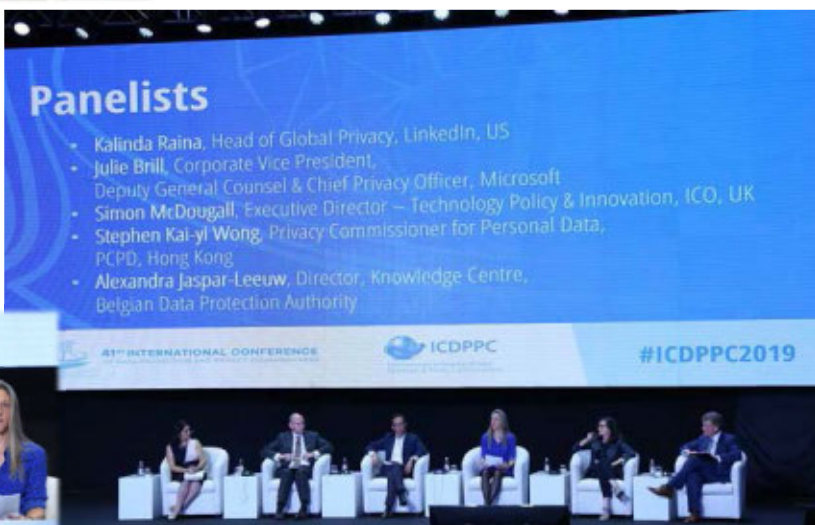 Panelists
- Kalinda Raina, Head of Global Privacy, LinkedIn, US
- Julie Brill, Corporate Vice President,
Deputy General Counsel & Chief Privacy Officer, Microsoft
- Simon McDougall, Executive Director – Technology Policy & Innovation, ICO, UK
- Stephen Kai-yi Wong, Privacy Commissioner for Personal Data,
PCPD, Hong Kong
- Alexandra Jaspar-Leeuw, Director, Knowledge Centre,
Belgian Data Protection Authority
41ST INTERNATIONAL CONFERENCE
ICDPPC
#ICDPPC2019